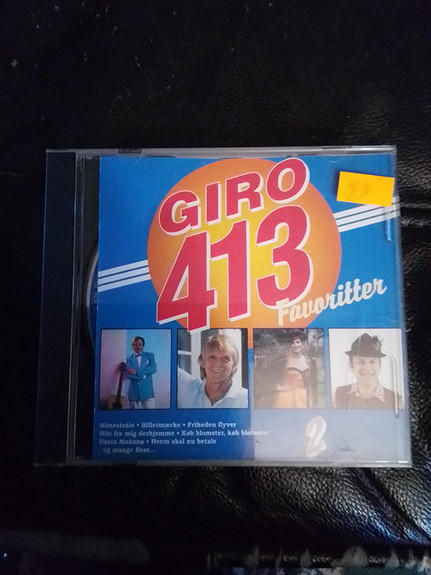 GIRO
413
Favoritter
Månestråle • Billetmærke • Friheden flyver
Hils fra mig derhjemme • Køb blomster, køb blomster
Hasta Mañana • Hvem skal nu betale
og mange flere...
2